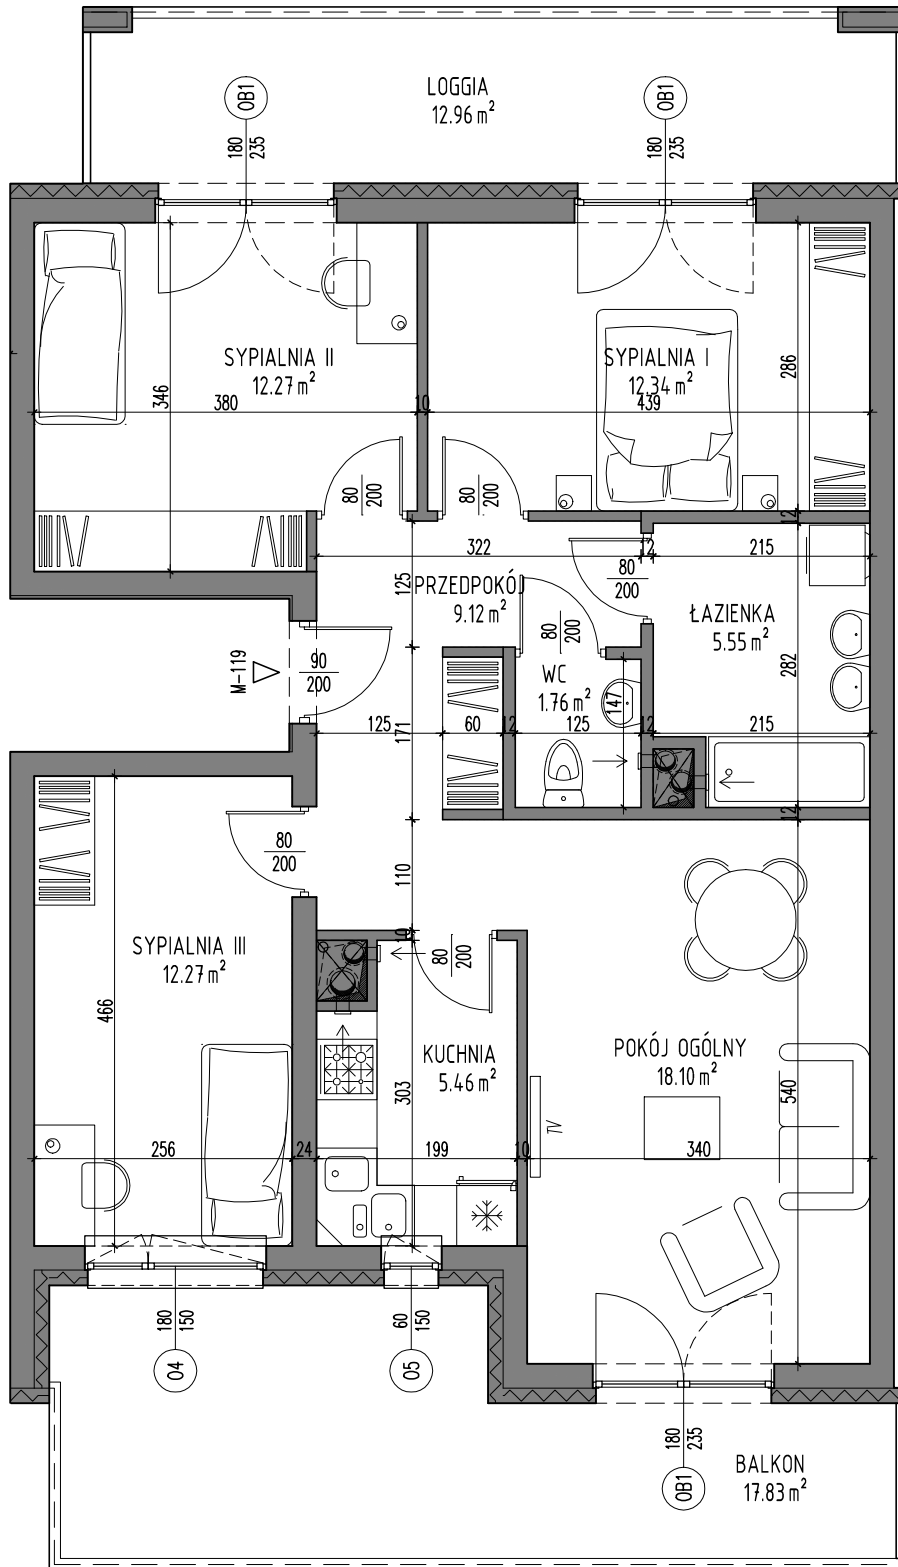 LOGGIA
12.96 m²
OB1
180
235
OB1
180
235
SYPIALNIA II
12.27 m²
346
380
10
SYPIALNIA I
12.34 m²
439
286
80
200
80
200
12
322
12
215
125
PRZEDPOKÓJ
9.12 m²
80
200
80
200
ŁAZIENKA
5.55 m²
282
M-119
90
200
WC
1.76 m²
147
125
171
60
12
125
12
215
12
80
200
110
SYPIALNIA III
12.27 m²
466
10
80
200
KUCHNIA
5.46 m²
303
POKÓJ OGÓLNY
18.10 m²
540
TV
256
24
199
10
340
180
150
O4
60
150
O5
180
235
OB1
BALKON
17.83 m²